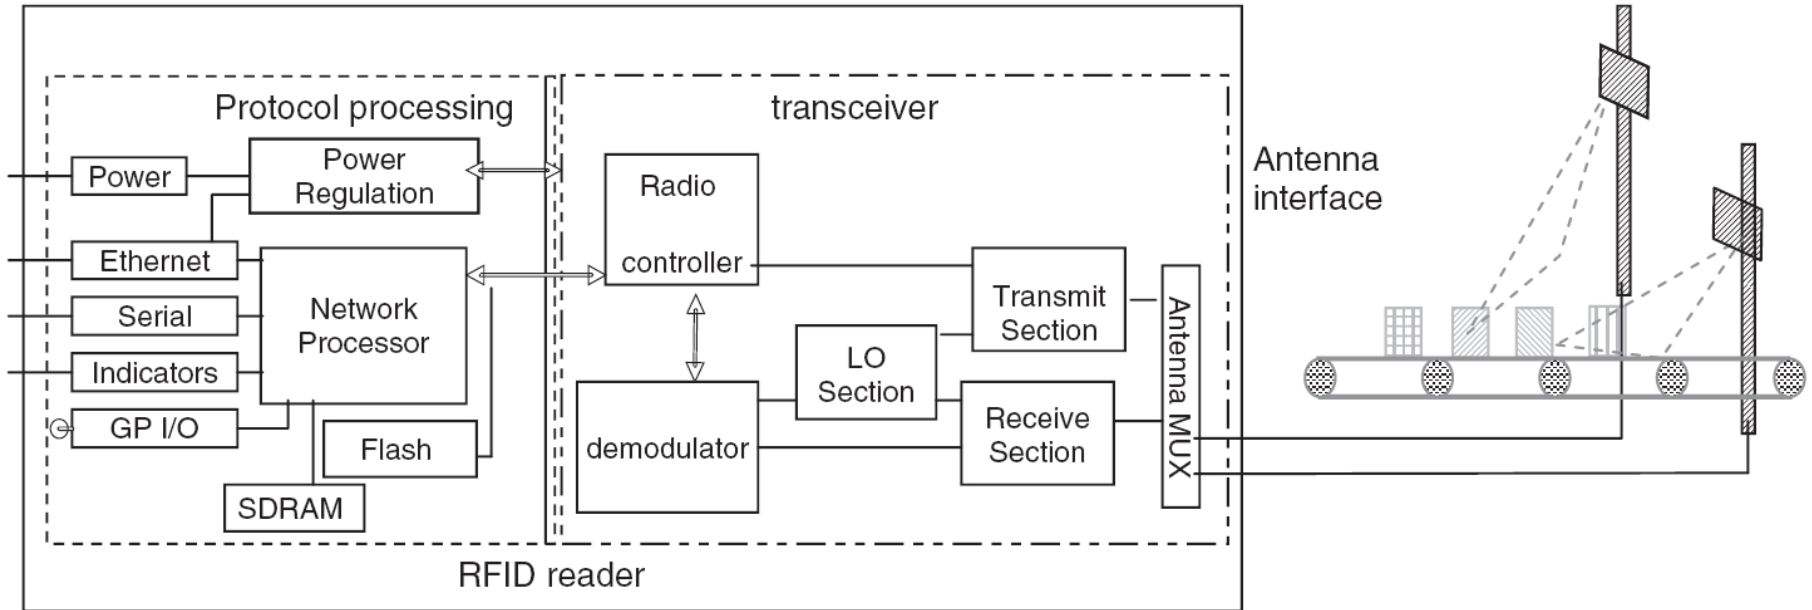 Protocol processing
transceiver
Power
Power
Regulation
Ethernet
Serial
Indicators
GP I/O
Network
Processor
Flash
SDRAM
Radio
controller
demodulator
LO
Section
Transmit
Section
Receive
Section
Antenna MUX
Antenna
interface
RFID reader